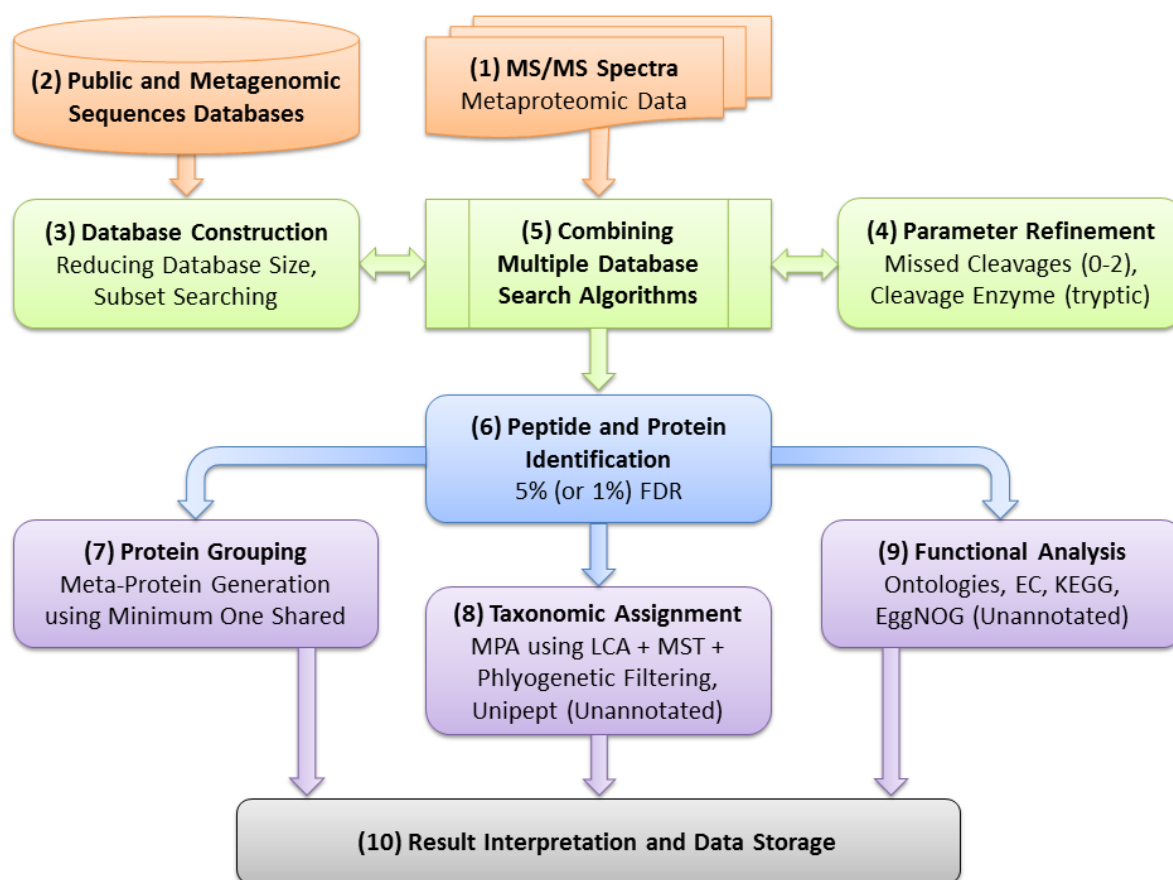 (2) Public and Metagenomic
Sequences Databases
(1) MS/MS Spectra
Metaproteomic Data
(3) Database Construction
Reducing Database Size,
Subset Searching
(5) Combining
Multiple Database
Search Algorithms
(4) Parameter Refinement
Missed Cleavages (0-2),
Cleavage Enzyme (tryptic)
(6) Peptide and Protein
Identification
5% (or 1%) FDR
(7) Protein Grouping
Meta-Protein Generation
using Minimum One Shared
(8) Taxonomic Assignment
MPA using LCA + MST +
Phlyogenetic Filtering,
Unipept (Unannotated)
(9) Functional Analysis
Ontologies, EC, KEGG,
EggNOG (Unannotated)
(10) Result Interpretation and Data Storage